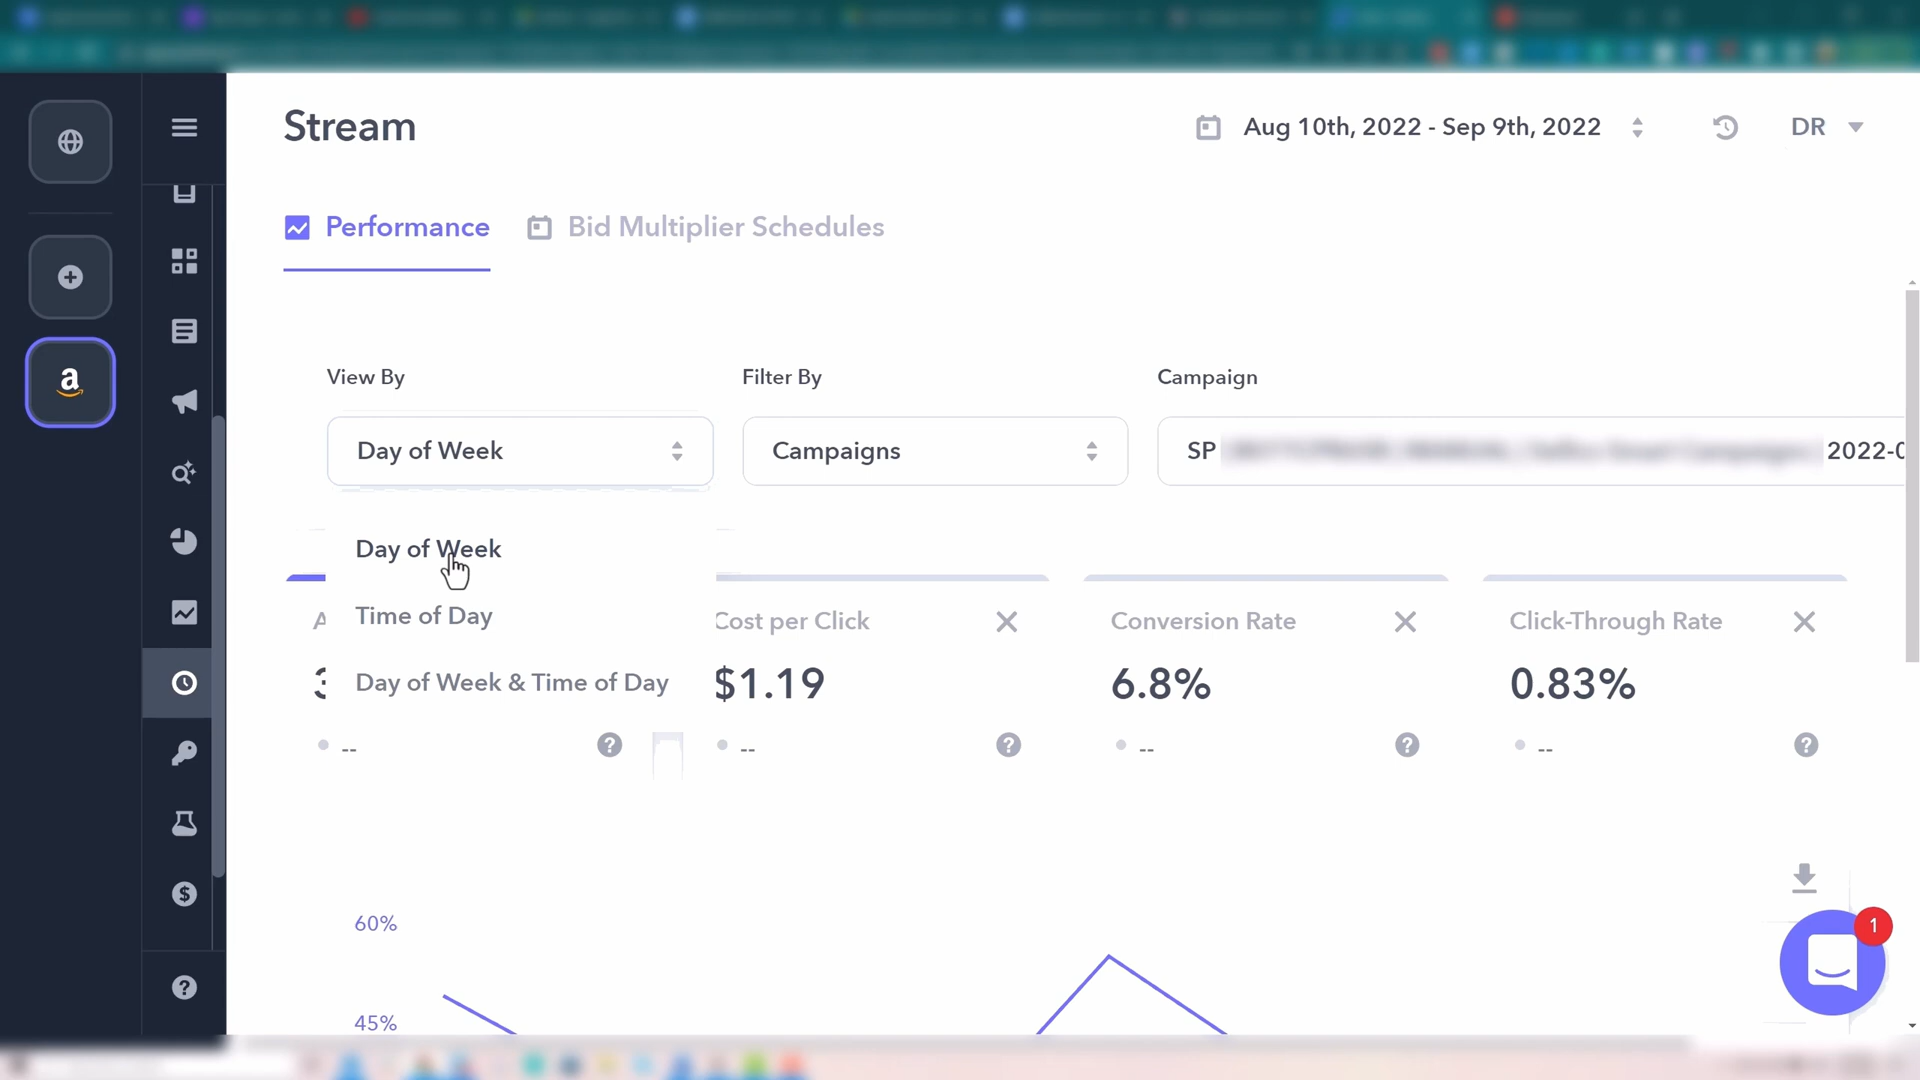 Stream
Aug 10th, 2022 - Sep 9th, 2022
DR
Performance
Bid Multiplier Schedules
View By
Filter By
Campaign
Day of Week
Campaigns
SP
2022-0
Day of Week
Time of Day
Day of Week & Time of Day
A
Cost per Click
Conversion Rate
Click-Through Rate
3
$1.19
6.8%
0.83%
--
--
--
--
60%
45%
1
a